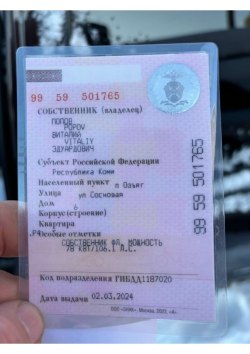 99 59 501765
СОБСТВЕННИК (владелец)
ПОПОВ
POPOV
ВИТАЛИЙ
VITALIY
ЭДУАРДОВИЧ
Субъект Российской Федерации
Республика Коми
Населенный пункт п Озъяг
Улица ул Сосновая
Дом 6
Корпус(строение)
Квартира
Особые отметки
СОБСТВЕННИК ФЛ. МОЩНОСТЬ
78 КВТ/106.1 Л.С.
Код подразделения ГИБДД1187020
Дата выдачи 02.03.2024
99 59 501765